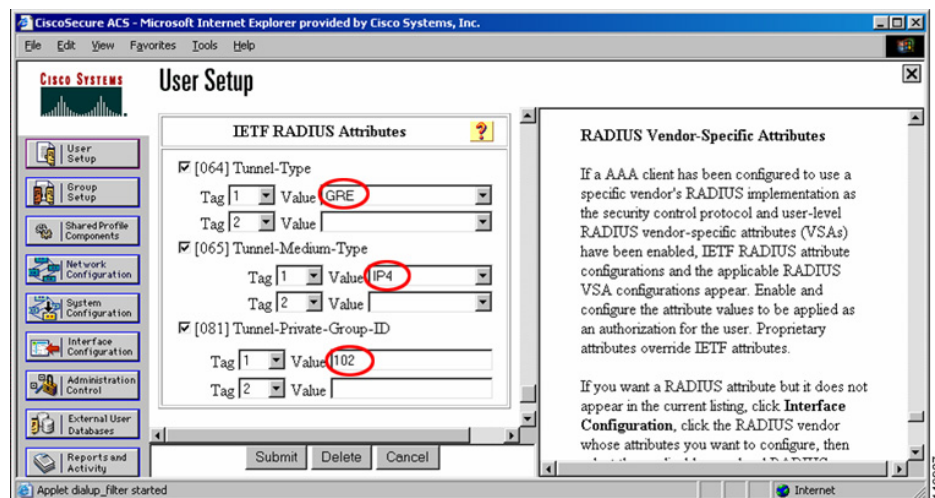 CiscoSecure ACS - Microsoft Internet Explorer provided by Cisco Systems, Inc.
File Edit View Favorites Tools Help
CISCO SYSTEMS
User Setup
User Setup
Group Setup
Shared Profile Components
Network Configuration
System Configuration
Interface Configuration
Administration Control
External User Databases
Reports and Activity
IETF RADIUS Attributes
?
[064] Tunnel-Type
Tag 1 Value GRE
Tag 2 Value
[065] Tunnel-Medium-Type
Tag 1 Value IP4
Tag 2 Value
[081] Tunnel-Private-Group-ID
Tag 1 Value 102
Tag 2 Value
Submit Delete Cancel
RADIUS Vendor-Specific Attributes
If a AAA client has been configured to use a
specific vendor's RADIUS implementation as
the security control protocol and user-level
RADIUS vendor-specific attributes (VSAs)
have been enabled, IETF RADIUS attribute
configurations and the applicable RADIUS
VSA configurations appear. Enable and
configure the attribute values to be applied as
an authorization for the user. Proprietary
attributes override IETF attributes.
If you want a RADIUS attribute but it does not
appear in the current listing, click Interface
Configuration, click the RADIUS vendor
whose attributes you want to configure, then
Applet dialup_filter started
Internet